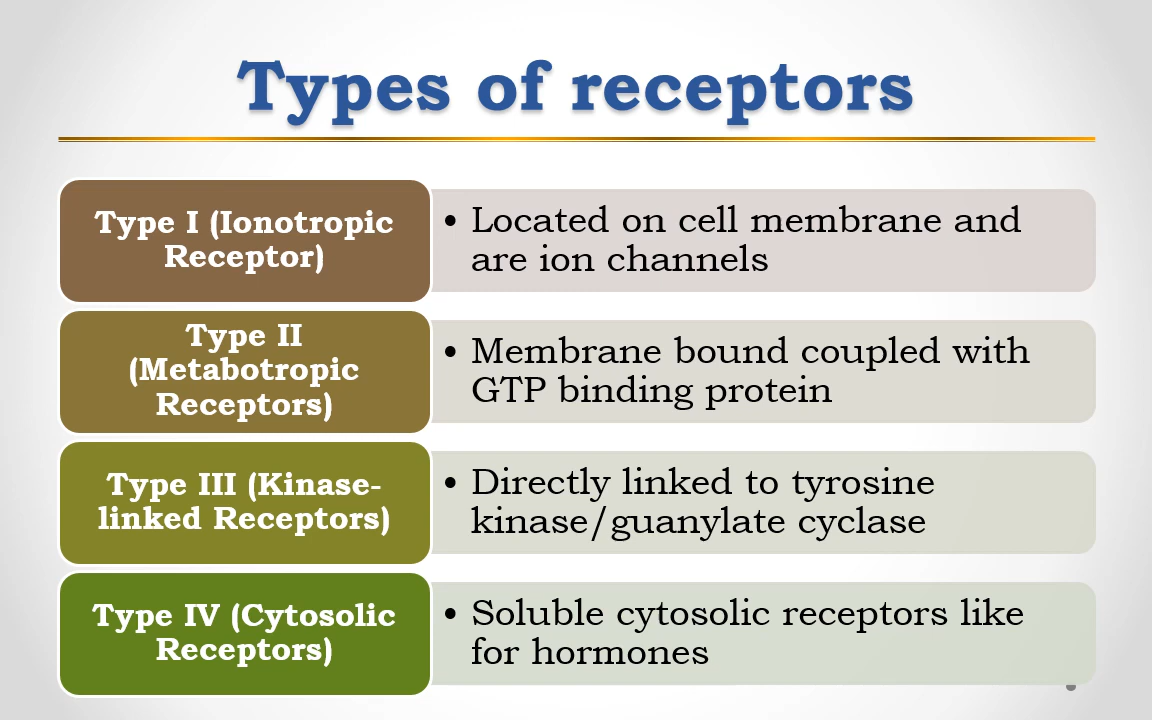 Types of receptors
Type I (Ionotropic
Receptor)
• Located on cell membrane and
are ion channels
Type II
(Metabotropic
Receptors)
• Membrane bound coupled with
GTP binding protein
Type III (Kinase-
linked Receptors)
• Directly linked to tyrosine
kinase/guanylate cyclase
Type IV (Cytosolic
Receptors)
• Soluble cytosolic receptors like
for hormones